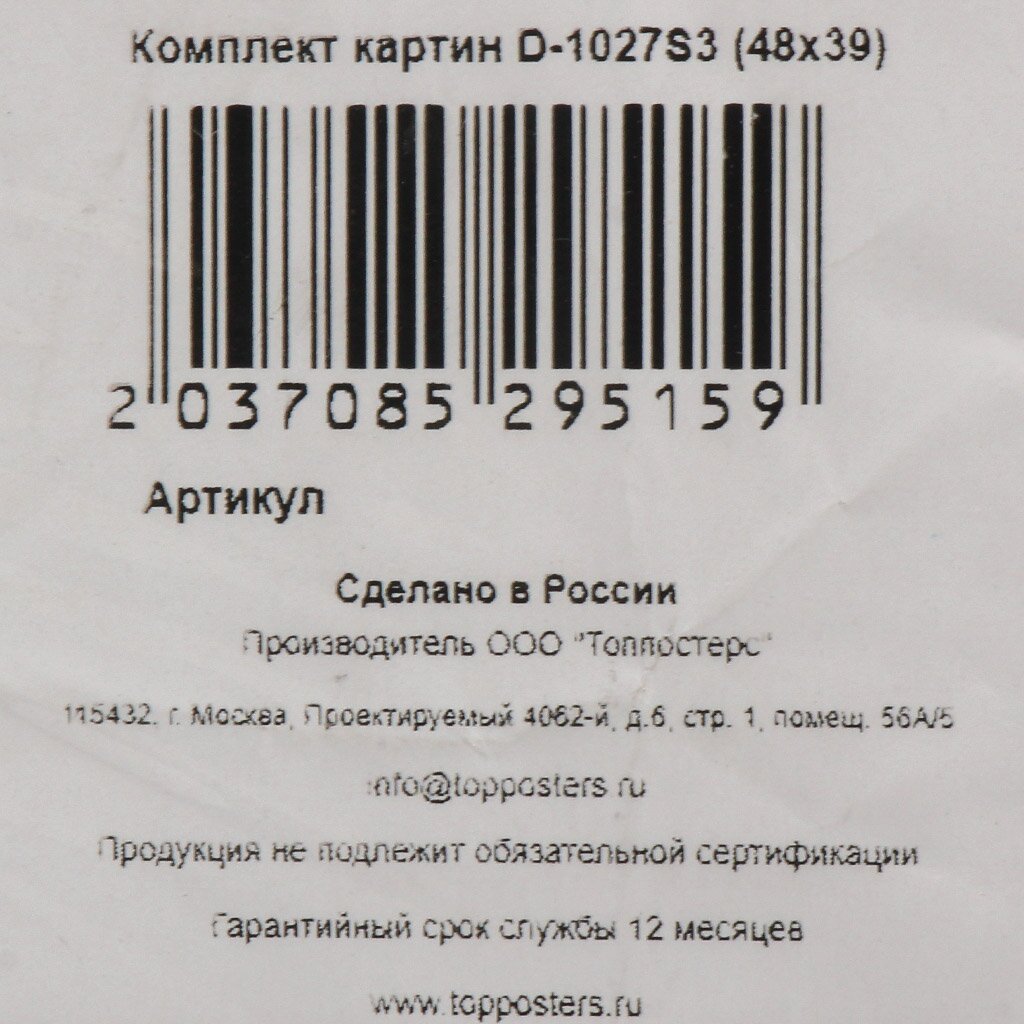 Комплект картин D-1027S3 (48x39)
2 037085 295159
Артикул
Сделано в России
Производитель ООО "Топпостерс"
115432. г. Москва, Проектируемый 4062-й, д.6, стр. 1, помещ. 56А/5
info@topposters.ru
Продукция не подлежит обязательной сертификации
Гарантийный срок службы 12 месяцев
www.topposters.ru